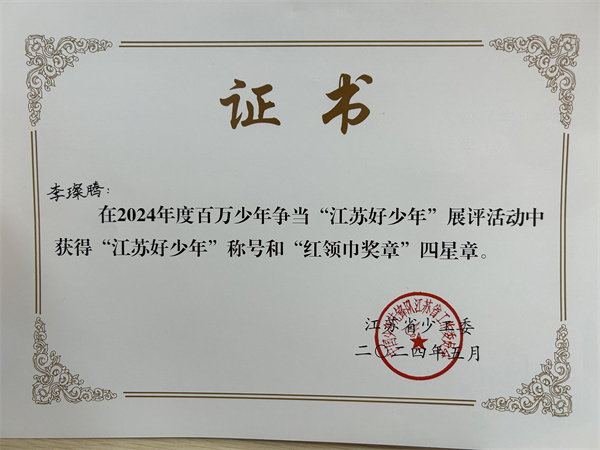 证书
李璨腾：
在2024年度百万少年争当“江苏好少年”展评活动中
获得“江苏好少年”称号和“红领巾奖章”四星章。
江苏省少工委
二〇二四年五月